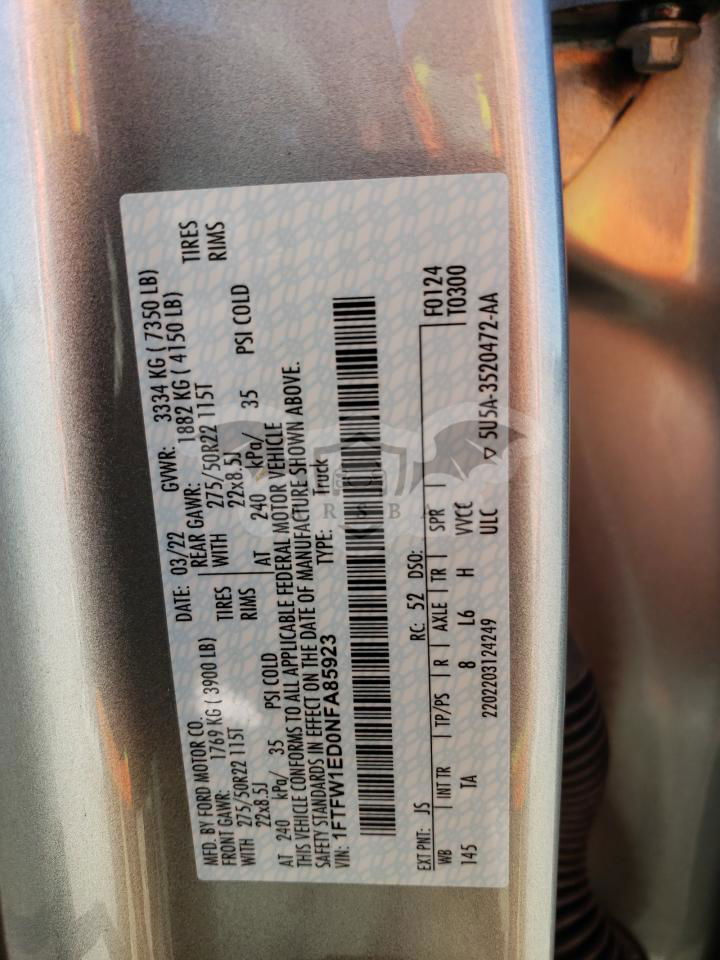 MFD. BY FORD MOTOR CO.
DATE: 03/22 GVWR: 3334 KG ( 7350 LB)
FRONT GAWR: 1769 KG ( 3900 LB) REAR GAWR: 1882 KG ( 4150 LB)
WITH 275/50R22 115T TIRES WITH 275/50R22 115T TIRES
22x8.5J RIMS 22x8.5J RIMS
AT 240 kPa/ 35 PSI COLD AT 240 kPa/ 35 PSI COLD
THIS VEHICLE CONFORMS TO ALL APPLICABLE FEDERAL MOTOR VEHICLE
SAFETY STANDARDS IN EFFECT ON THE DATE OF MANUFACTURE SHOWN ABOVE.
VIN: 1FTFW1ED0NFA85923 TYPE: Truck
EXT PNT: JS RC: 52 DSO: F0124
WB INT TR TP/PS R AXLE TR SPR T0300
145 TA 8 L6 H VVCC
2202203124249 ULC ▽ 5U5A-3520472-AA